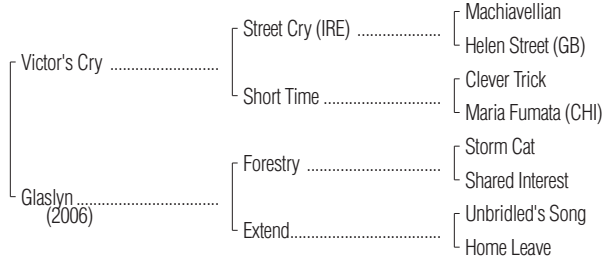 Machiavellian
Street Cry (IRE) ....................
Helen Street (GB)
Victor's Cry ..........................
Clever Trick
Short Time ............................
Maria Fumata (CHI)
Storm Cat
Forestry ................................
Shared Interest
Glaslyn ..................................
(2006)
Unbridled's Song
Extend....................................
Home Leave